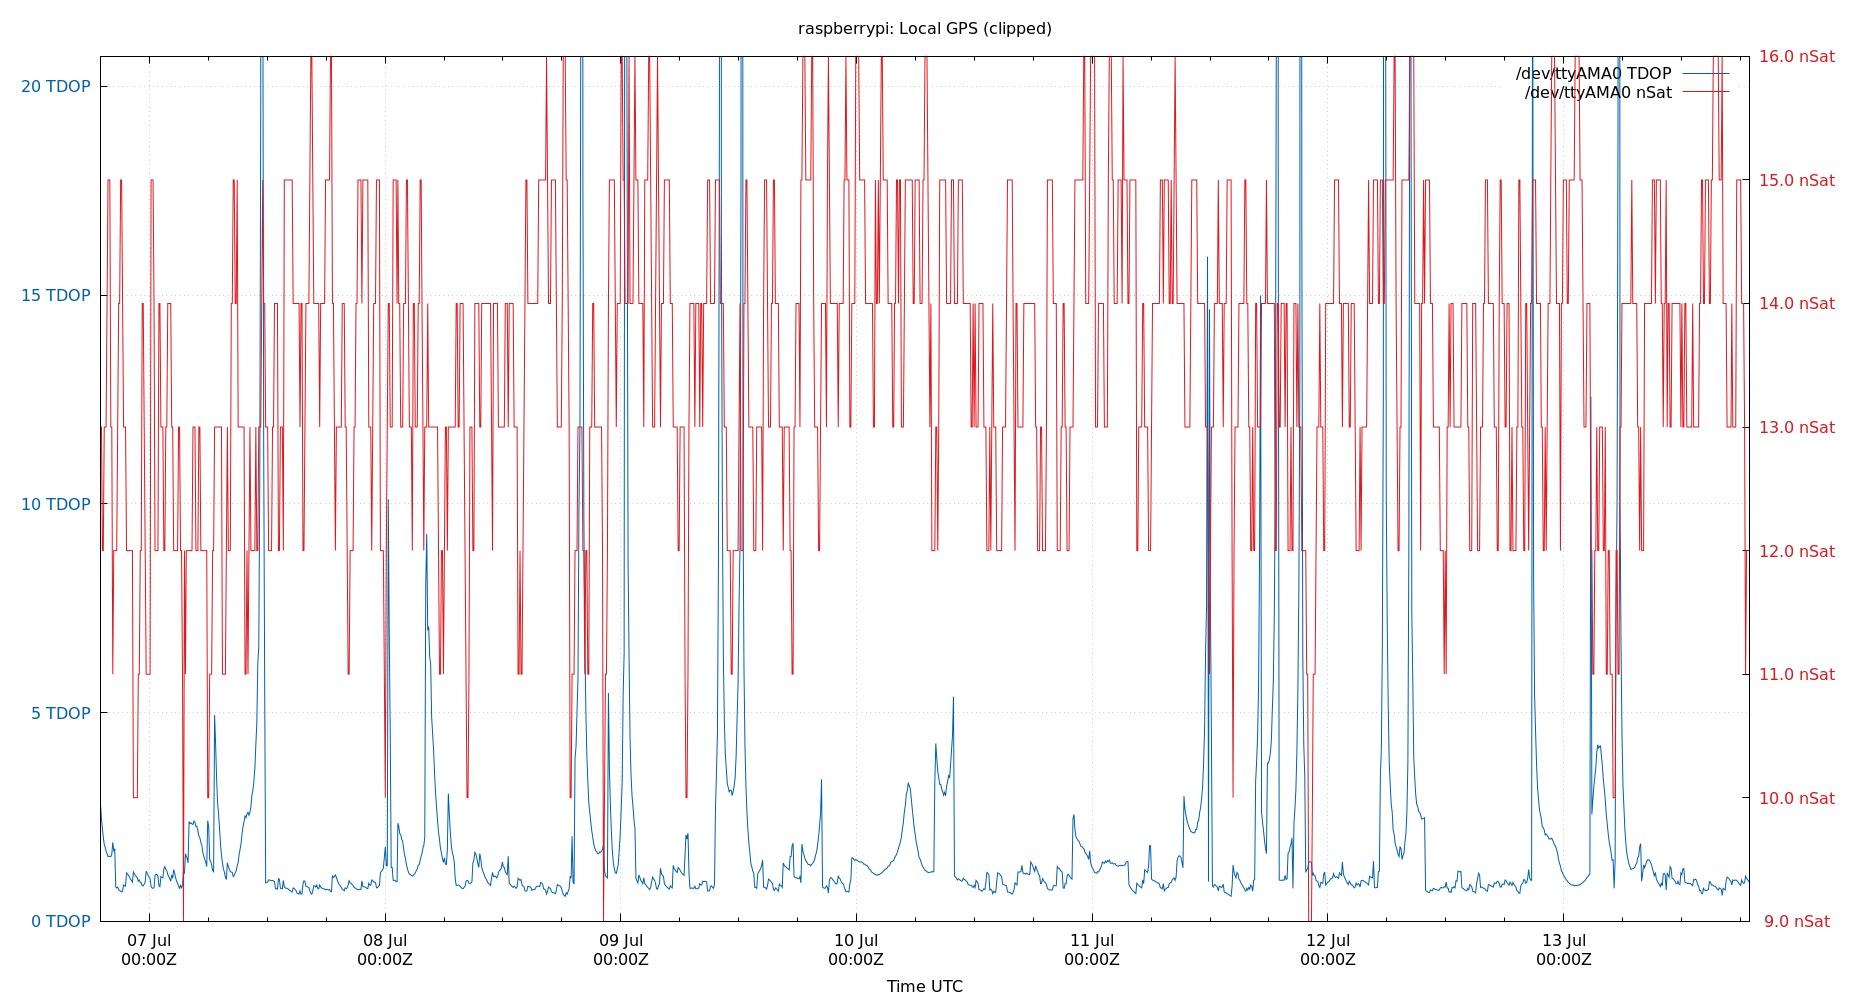 raspberrypi: Local GPS (clipped)
/dev/ttyAMA0 TDOP
/dev/ttyAMA0 nSat
20 TDOP
15 TDOP
10 TDOP
5 TDOP
0 TDOP
16.0 nSat
15.0 nSat
14.0 nSat
13.0 nSat
12.0 nSat
11.0 nSat
10.0 nSat
9.0 nSat
07 Jul 08 Jul 09 Jul 10 Jul 11 Jul 12 Jul 13 Jul
00:00Z 00:00Z 00:00Z 00:00Z 00:00Z 00:00Z 00:00Z
Time UTC